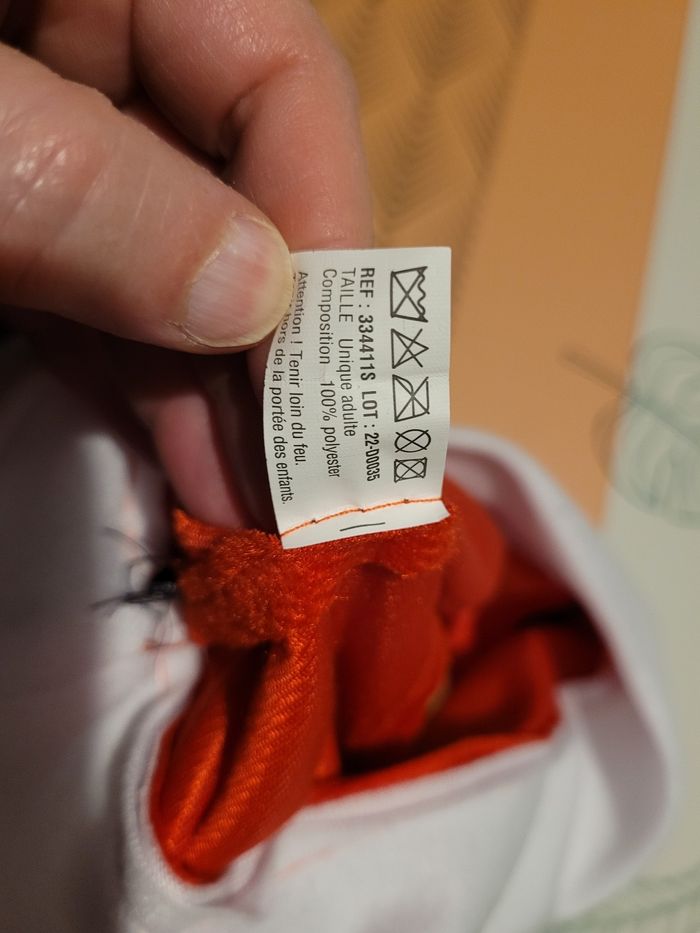 REF : 334411S LOT : 22-D0035
TAILLE Unique adulte
Composition 100% polyester
Attention ! Tenir loin du feu.
hors de la portée des enfants.